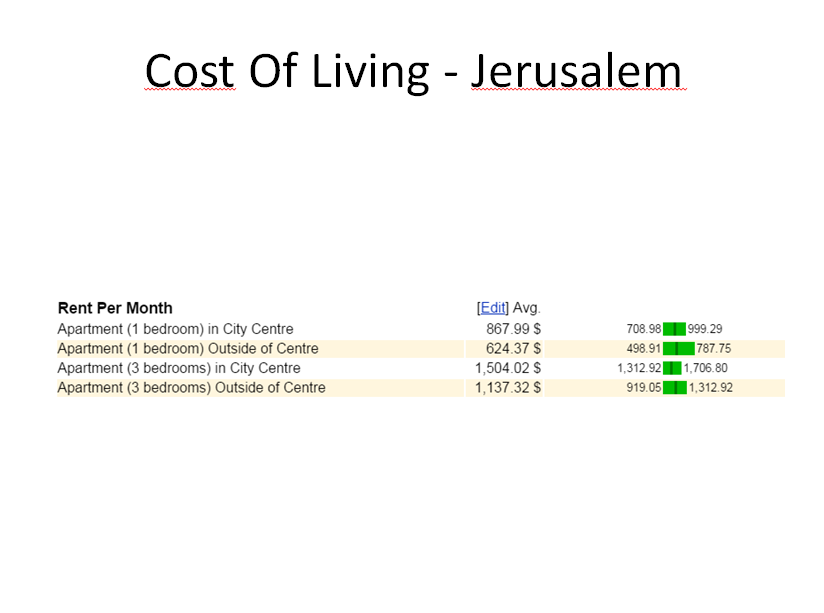 Cost Of Living - Jerusalem
Rent Per Month [Edit] Avg.
Apartment (1 bedroom) in City Centre 867.99 $ 708.98 999.29
Apartment (1 bedroom) Outside of Centre 624.37 $ 498.91 787.75
Apartment (3 bedrooms) in City Centre 1,504.02 $ 1,312.92 1,706.80
Apartment (3 bedrooms) Outside of Centre 1,137.32 $ 919.05 1,312.92